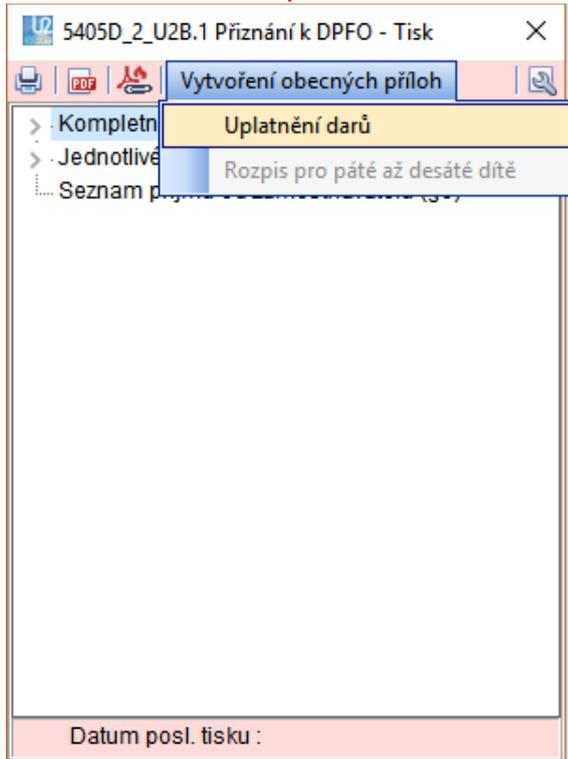 5405D_2_U2B.1 Přiznání k DPFO - Tisk
PDF Vytvoření obecných příloh
Kompletn
Uplatnění darů
Jednotlivé
Rozpis pro páté až desáté dítě
Seznam
Datum posl. tisku :